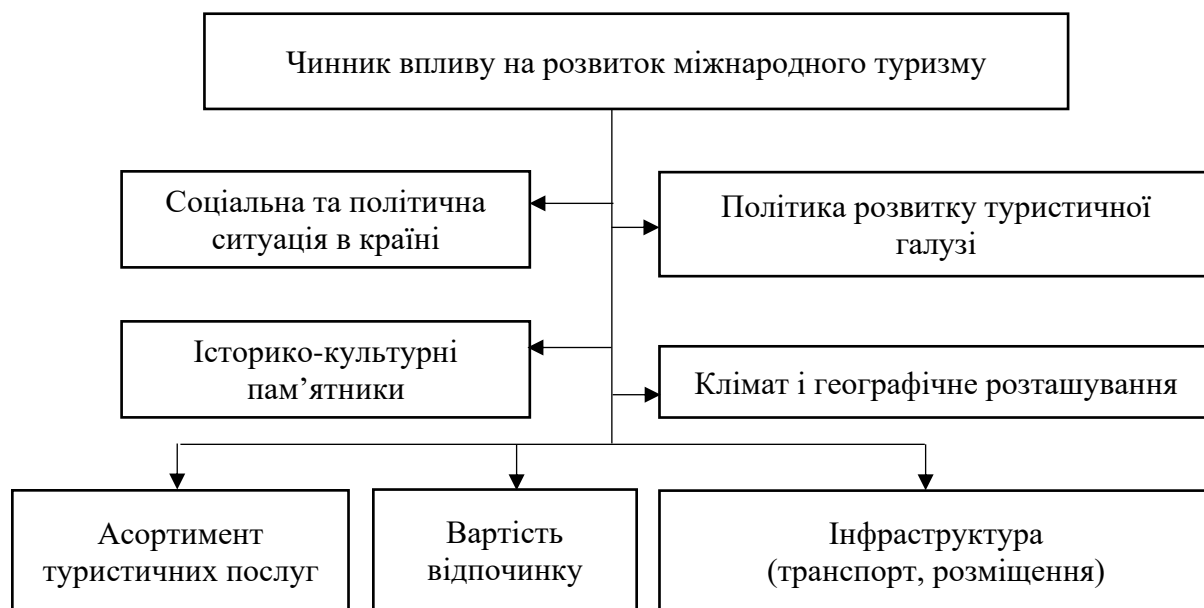 Чинник впливу на розвиток міжнародного туризму
Соціальна та політична
ситуація в країні
Політика розвитку туристичної
галузі
Історико-культурні
пам’ятники
Клімат і географічне розташування
Асортимент
туристичних послуг
Вартість
відпочинку
Інфраструктура
(транспорт, розміщення)